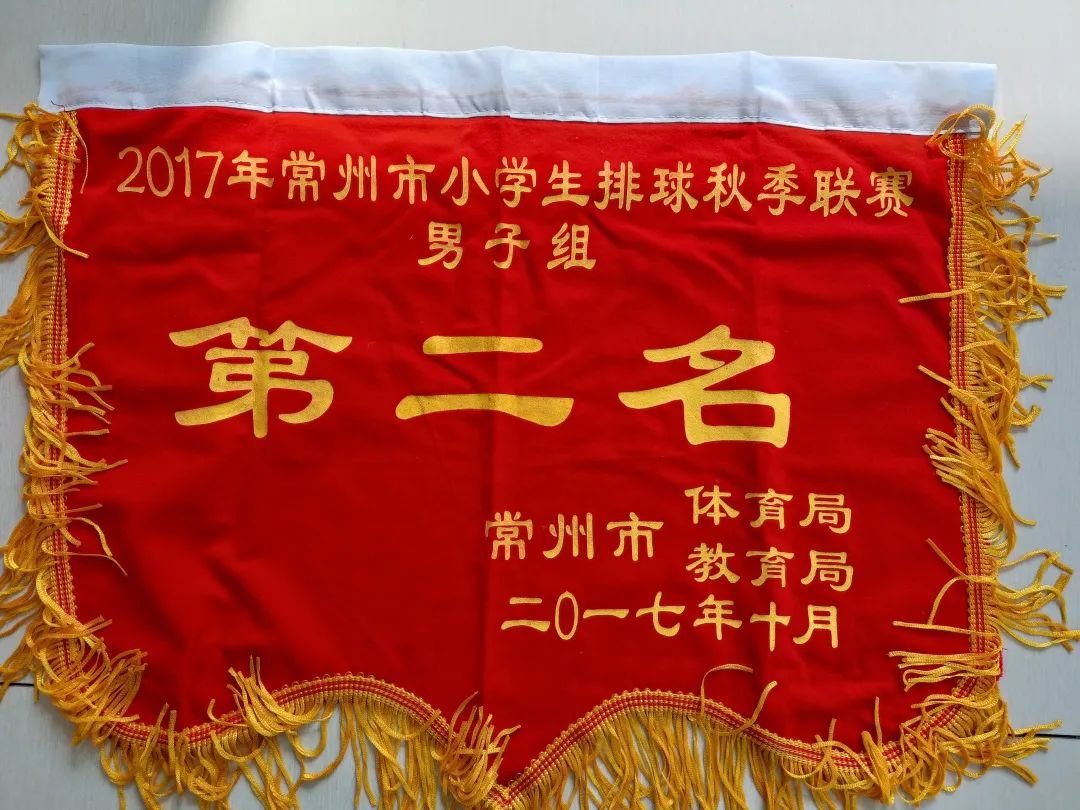 2017年常州市小学生排球秋季联赛
男子组
第二名
常州市 体育局
教育局
二〇一七年十月